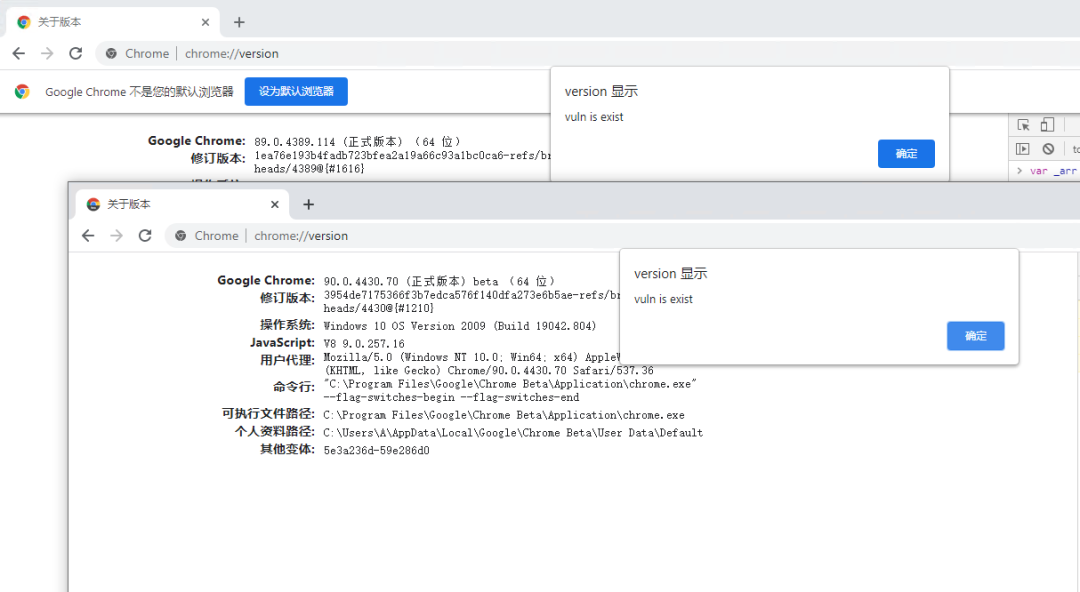 关于版本
Chrome | chrome://version
Google Chrome 不是您的默认浏览器 设为默认浏览器
version 显示
vuln is exist
确定
Google Chrome: 89.0.4389.114 (正式版本) (64 位)
修订版本: 1ea76e193b4fadb723bfea2a19a66c93a1bc0ca6-refs/br
heads/4389@{#1616}
var _arr
关于版本
Chrome | chrome://version
version 显示
vuln is exist
确定
Google Chrome: 90.0.4430.70 (正式版本) beta (64 位)
修订版本: 3954de7175366f3b7edca576f140dfa273e6b5ae-refs/br
heads/4430@{#1210}
操作系统: Windows 10 OS Version 2009 (Build 19042.804)
JavaScript: V8 9.0.257.16
用户代理: Mozilla/5.0 (Windows NT 10.0; Win64; x64) AppleW
(KHTML, like Gecko) Chrome/90.0.4430.70 Safari/537.36
命令行: "C:\Program Files\Google\Chrome Beta\Application\chrome.exe"
--flag-switches-begin --flag-switches-end
可执行文件路径: C:\Program Files\Google\Chrome Beta\Application\chrome.exe
个人资料路径: C:\Users\A\AppData\Local\Google\Chrome Beta\User Data\Default
其他变体: 5e3a236d-59e286d0